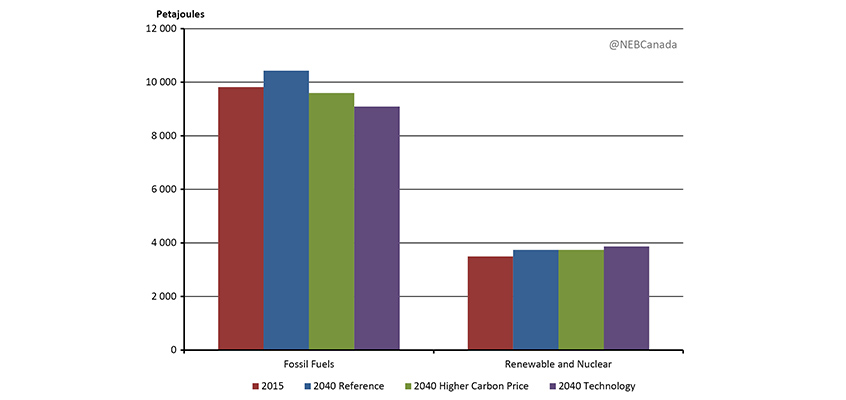 Petajoules
12 000
@NEBCanada
10 000
8 000
6 000
4 000
2 000
0
Fossil Fuels
Renewable and Nuclear
2015
2040 Reference
2040 Higher Carbon Price
2040 Technology